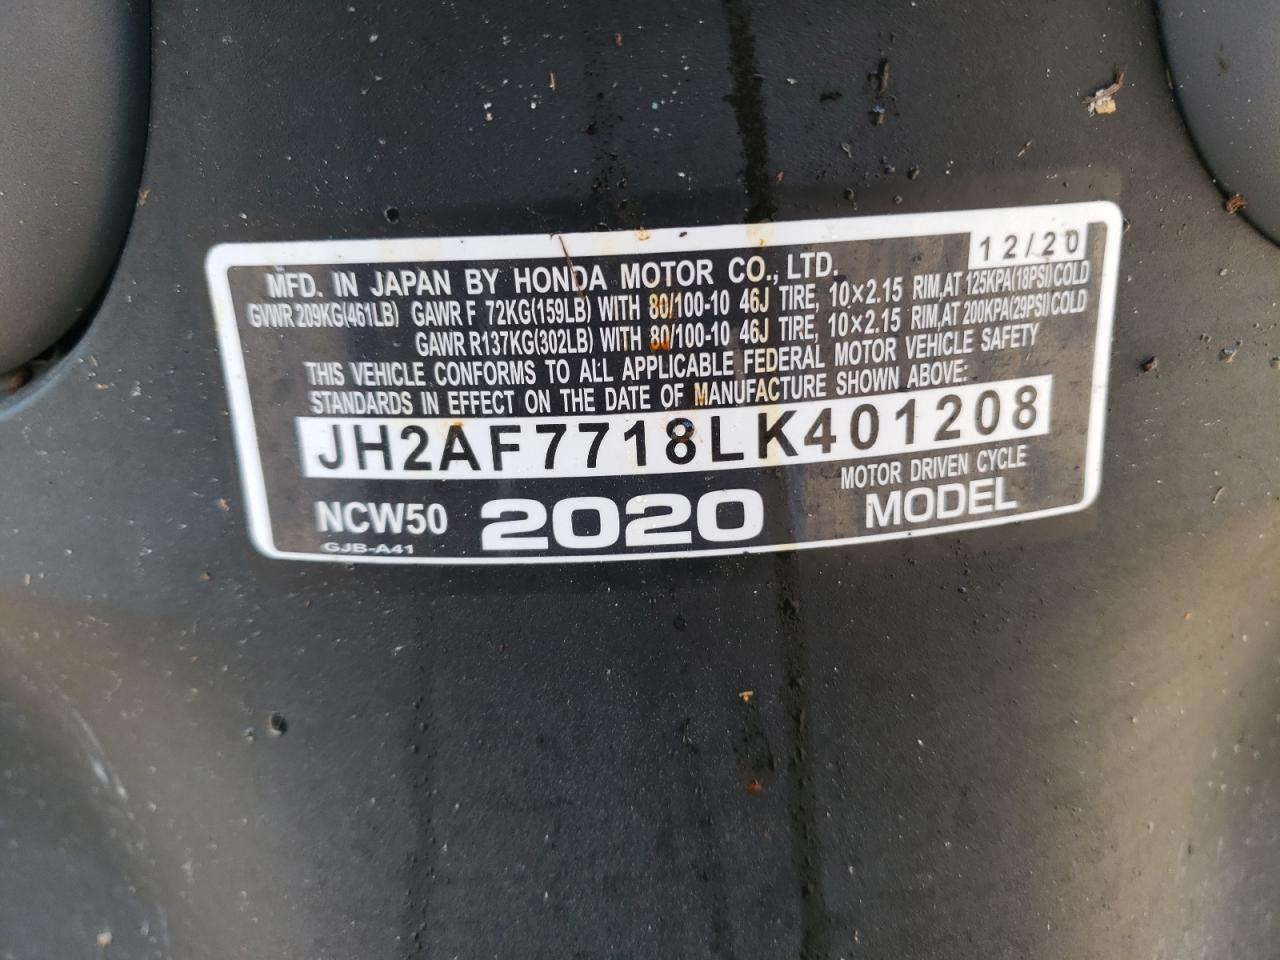 12/20
MFD. IN JAPAN BY HONDA MOTOR CO., LTD.
GVWR 209KG(461LB) GAWR F 72KG(159LB) WITH 80/100-10 46J TIRE, 10×2.15 RIM,AT 125KPA(18PSI)COLD
GAWR R137KG(302LB) WITH 80/100-10 46J TIRE, 10×2.15 RIM,AT 200KPA(29PSI)COLD
THIS VEHICLE CONFORMS TO ALL APPLICABLE FEDERAL MOTOR VEHICLE SAFETY
STANDARDS IN EFFECT ON THE DATE OF MANUFACTURE SHOWN ABOVE:
JH2AF7718LK401208
MOTOR DRIVEN CYCLE
NCW50 2020 MODEL
GJB-A41